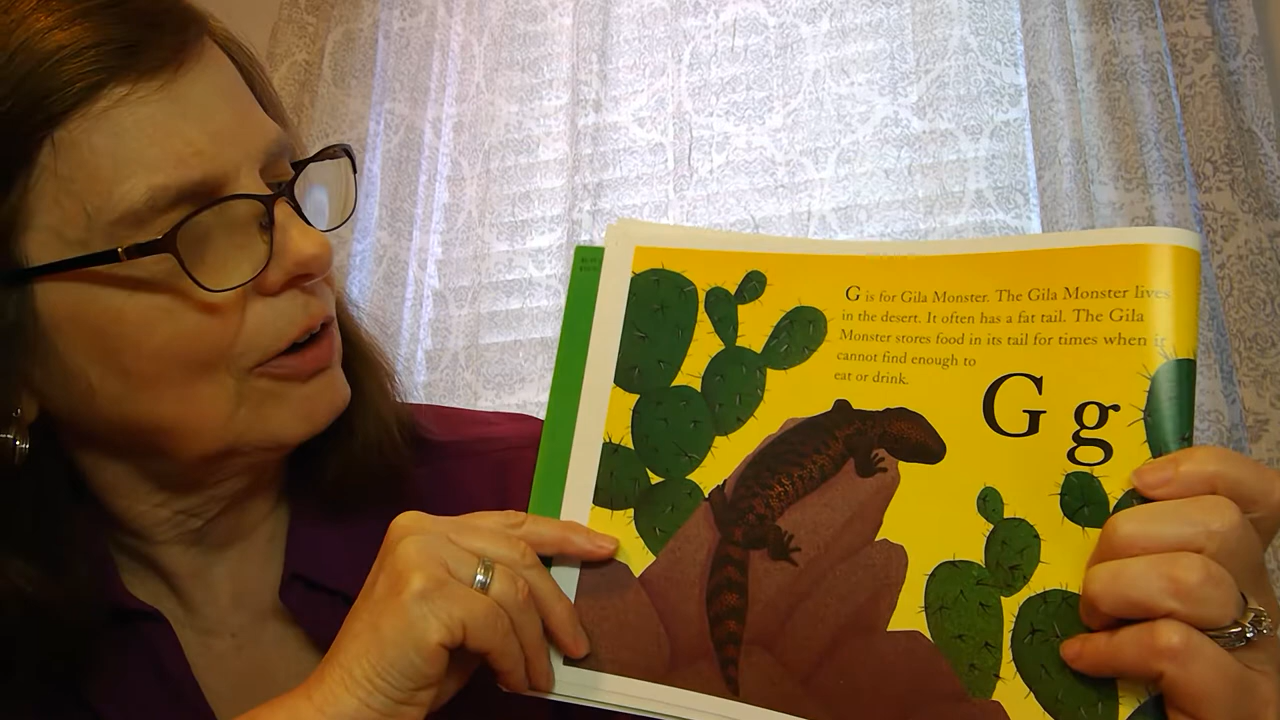 G is for Gila Monster. The Gila Monster lives
in the desert. It often has a fat tail. The Gila
Monster stores food in its tail for times when it
cannot find enough to
eat or drink.
G g